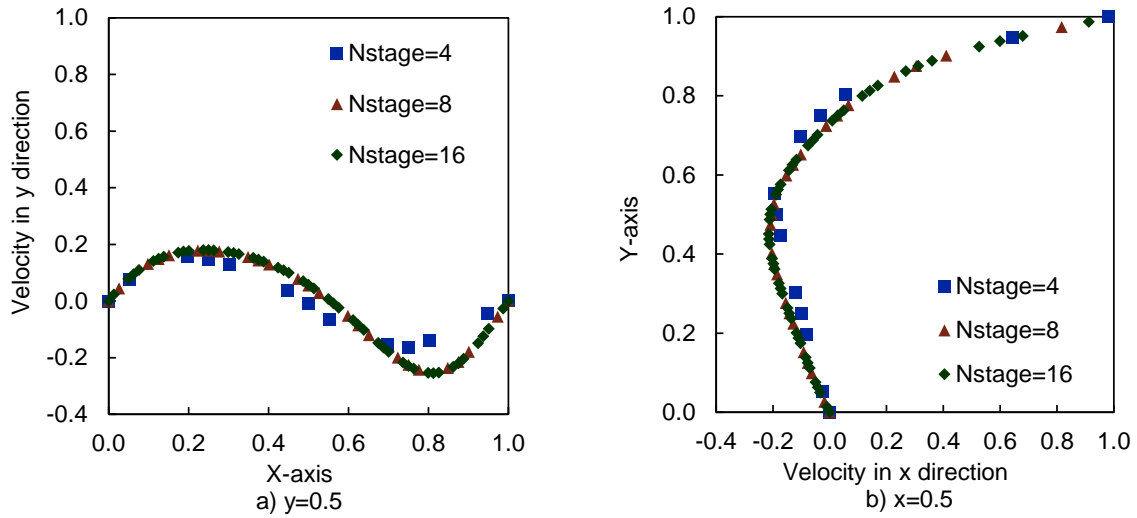 1.0
0.8
0.6
0.4
0.2
0.0
-0.2
-0.4
Velocity in y direction
Nstage=4
Nstage=8
Nstage=16
0.0 0.2 0.4 0.6 0.8 1.0
X-axis
a) y=0.5
1.0
0.8
0.6
0.4
0.2
0.0
Y-axis
Nstage=4
Nstage=8
Nstage=16
-0.4 -0.2 0.0 0.2 0.4 0.6 0.8 1.0
Velocity in x direction
b) x=0.5